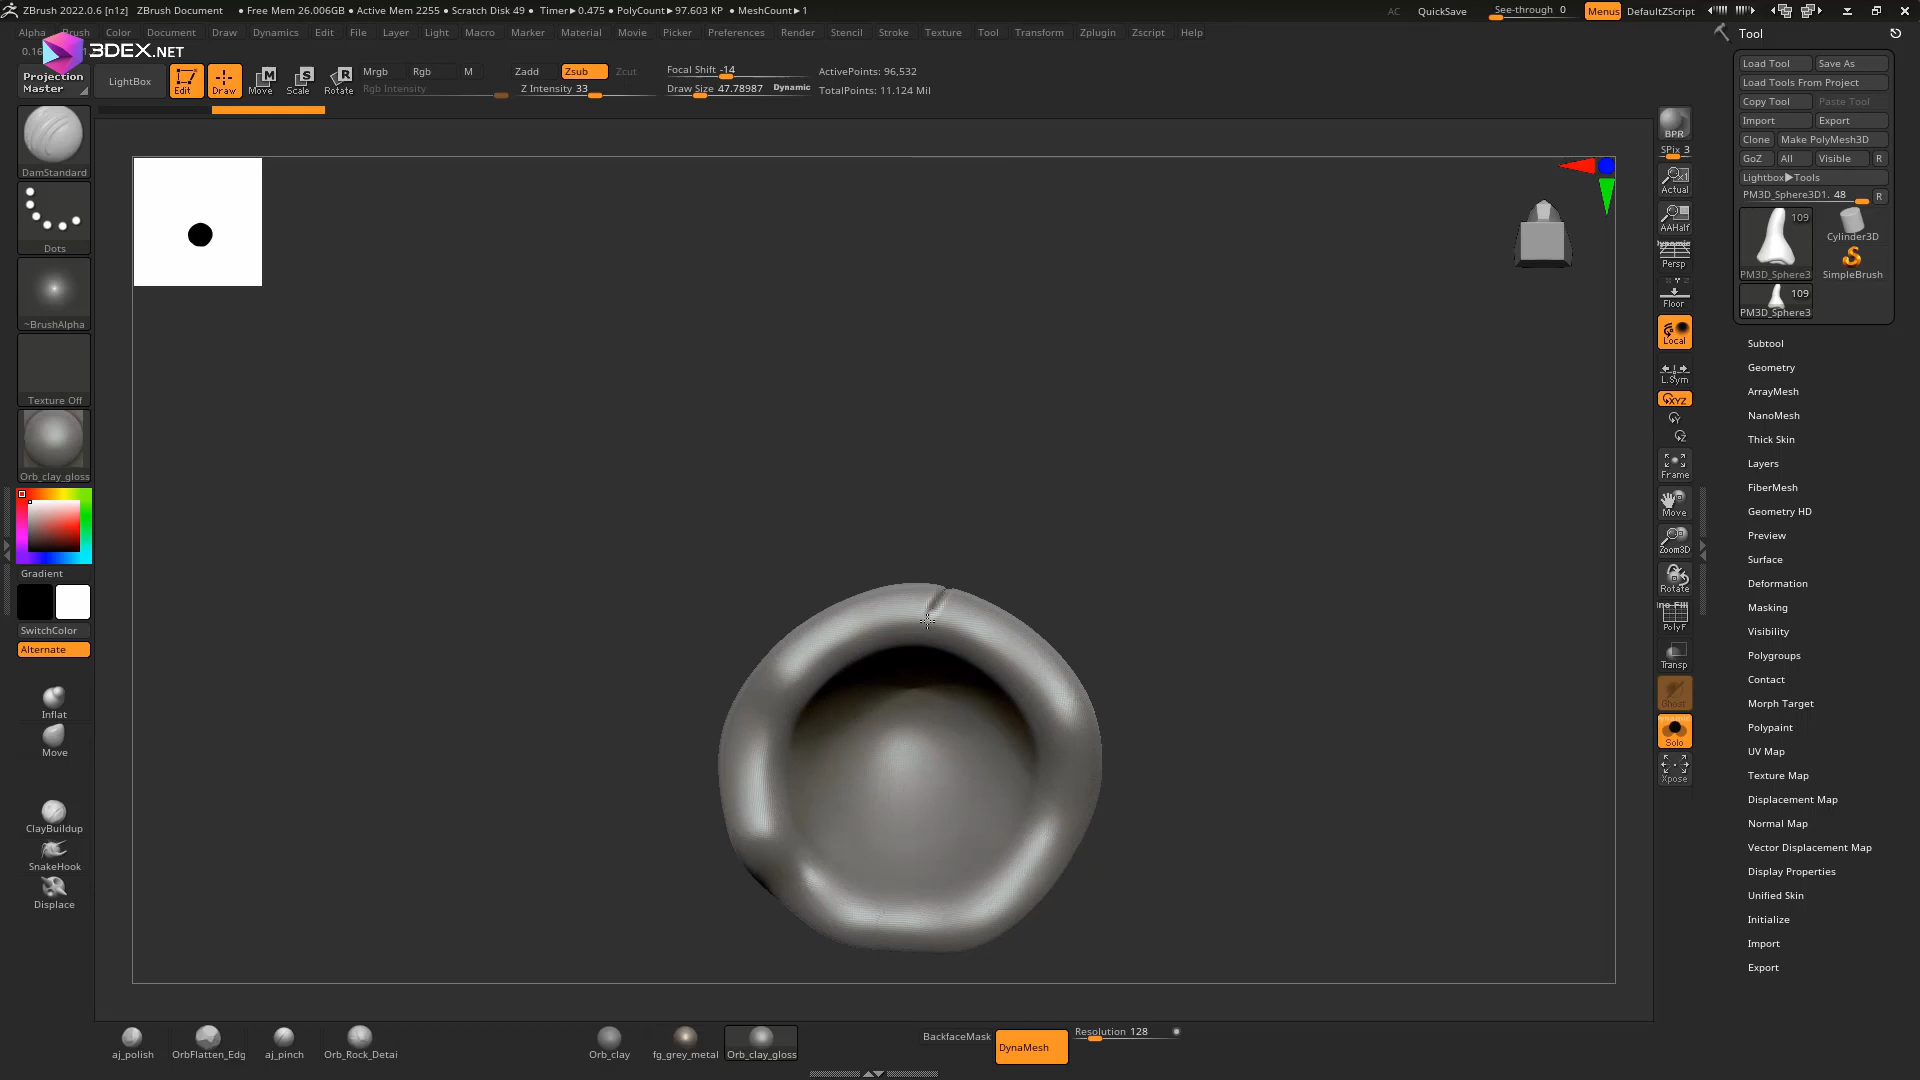 ZBrush 2022.0.6 [n1z] ZBrush Document • Free Mem 26.006GB • Active Mem 2255 • Scratch Disk 49 • Timer▶0.475 • PolyCount▶97.603 KP • MeshCount▶1 AC QuickSave See-through 0 Menus DefaultZScript
Alpha Brush Color Document Draw Dynamics Edit File Layer Light Macro Marker Material Movie Picker Preferences Render Stencil Stroke Texture Tool Transform Zplugin Zscript Help
3DEX.NET
Projection Master
LightBox
Edit Draw Move Scale Rotate
Mrgb Rgb M
Rgb Intensity
Zadd Zsub Zcut
Z Intensity 33
Focal Shift -14
Draw Size 47.78987 Dynamic
ActivePoints: 96,532
TotalPoints: 11.124 Mil
DamStandard
Dots
~BrushAlpha
Texture Off
Orb_clay_gloss
Gradient
SwitchColor
Alternate
Inflat
Move
ClayBuildup
SnakeHook
Displace
BPR
SPix 3
Actual
AAHalf
Persp
Floor
Local
L.Sym
XYZ
Y
Z
Frame
Move
Zoom3D
Rotate
PolyF
Transp
Ghost
Solo
Xpose
Tool
Load Tool Save As
Load Tools From Project
Copy Tool Paste Tool
Import Export
Clone Make PolyMesh3D
GoZ All Visible R
Lightbox▶Tools
PM3D_Sphere3D1. 48 R
109
PM3D_Sphere3
Cylinder3D
SimpleBrush
109
PM3D_Sphere3
Subtool
Geometry
ArrayMesh
NanoMesh
Thick Skin
Layers
FiberMesh
Geometry HD
Preview
Surface
Deformation
Masking
Visibility
Polygroups
Contact
Morph Target
Polypaint
UV Map
Texture Map
Displacement Map
Normal Map
Vector Displacement Map
Display Properties
Unified Skin
Initialize
Import
Export
aj_polish OrbFlatten_Edg aj_pinch Orb_Rock_Detai Orb_clay fg_grey_metal Orb_clay_gloss BackfaceMask DynaMesh Resolution 128